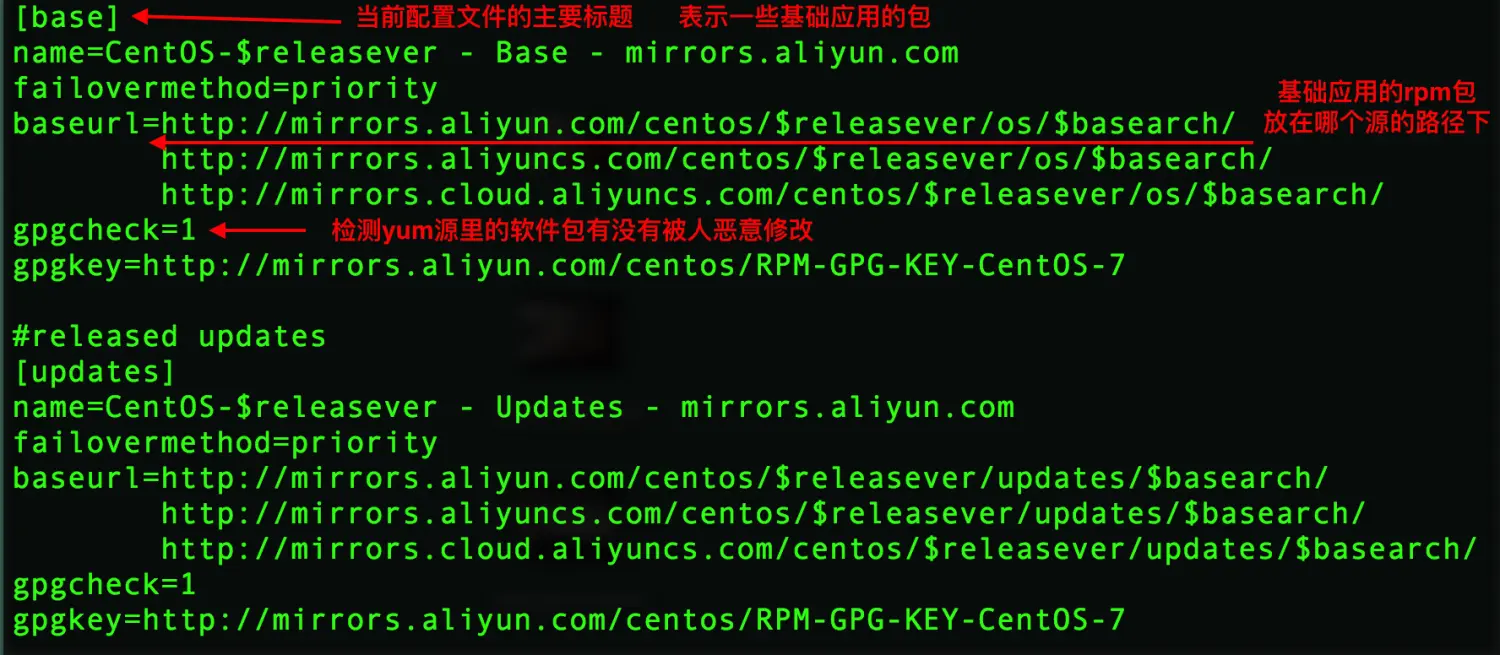 [base] 当前配置文件的主要标题 表示一些基础应用的包
name=CentOS-$releasever - Base - mirrors.aliyun.com
failovermethod=priority
基础应用的rpm包
baseurl=http://mirrors.aliyun.com/centos/$releasever/os/$basearch/ 放在哪个源的路径下
http://mirrors.aliyuncs.com/centos/$releasever/os/$basearch/
http://mirrors.cloud.aliyuncs.com/centos/$releasever/os/$basearch/
gpgcheck=1 检测yum源里的软件包有没有被人恶意修改
gpgkey=http://mirrors.aliyun.com/centos/RPM-GPG-KEY-CentOS-7
#released updates
[updates]
name=CentOS-$releasever - Updates - mirrors.aliyun.com
failovermethod=priority
baseurl=http://mirrors.aliyun.com/centos/$releasever/updates/$basearch/
http://mirrors.aliyuncs.com/centos/$releasever/updates/$basearch/
http://mirrors.cloud.aliyuncs.com/centos/$releasever/updates/$basearch/
gpgcheck=1
gpgkey=http://mirrors.aliyun.com/centos/RPM-GPG-KEY-CentOS-7